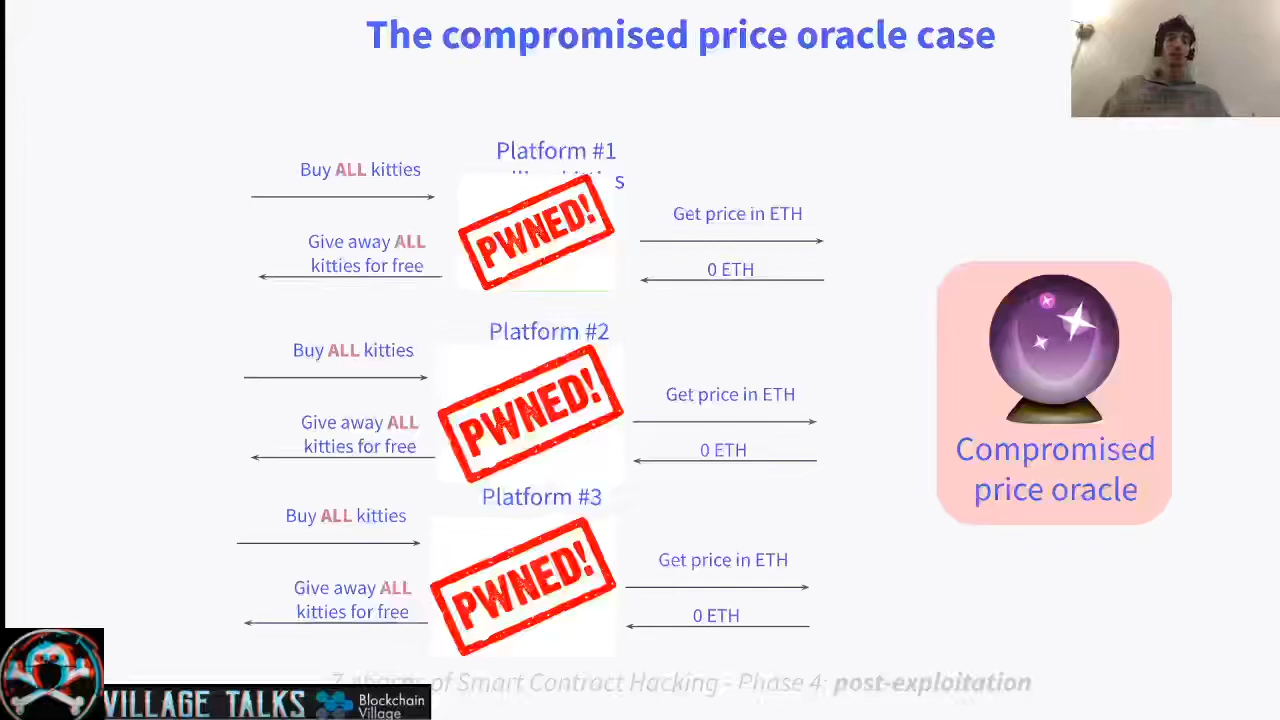 The compromised price oracle case
Platform #1
Buy ALL kitties
Give away ALL
kitties for free
PWNED!
Get price in ETH
0 ETH
Platform #2
Buy ALL kitties
Give away ALL
kitties for free
PWNED!
Get price in ETH
0 ETH
Platform #3
Buy ALL kitties
Give away ALL
kitties for free
PWNED!
Get price in ETH
0 ETH
Compromised
price oracle
of Smart Contract Hacking - Phase 4: post-exploitation
VILLAGE TALKS
Blockchain
Village